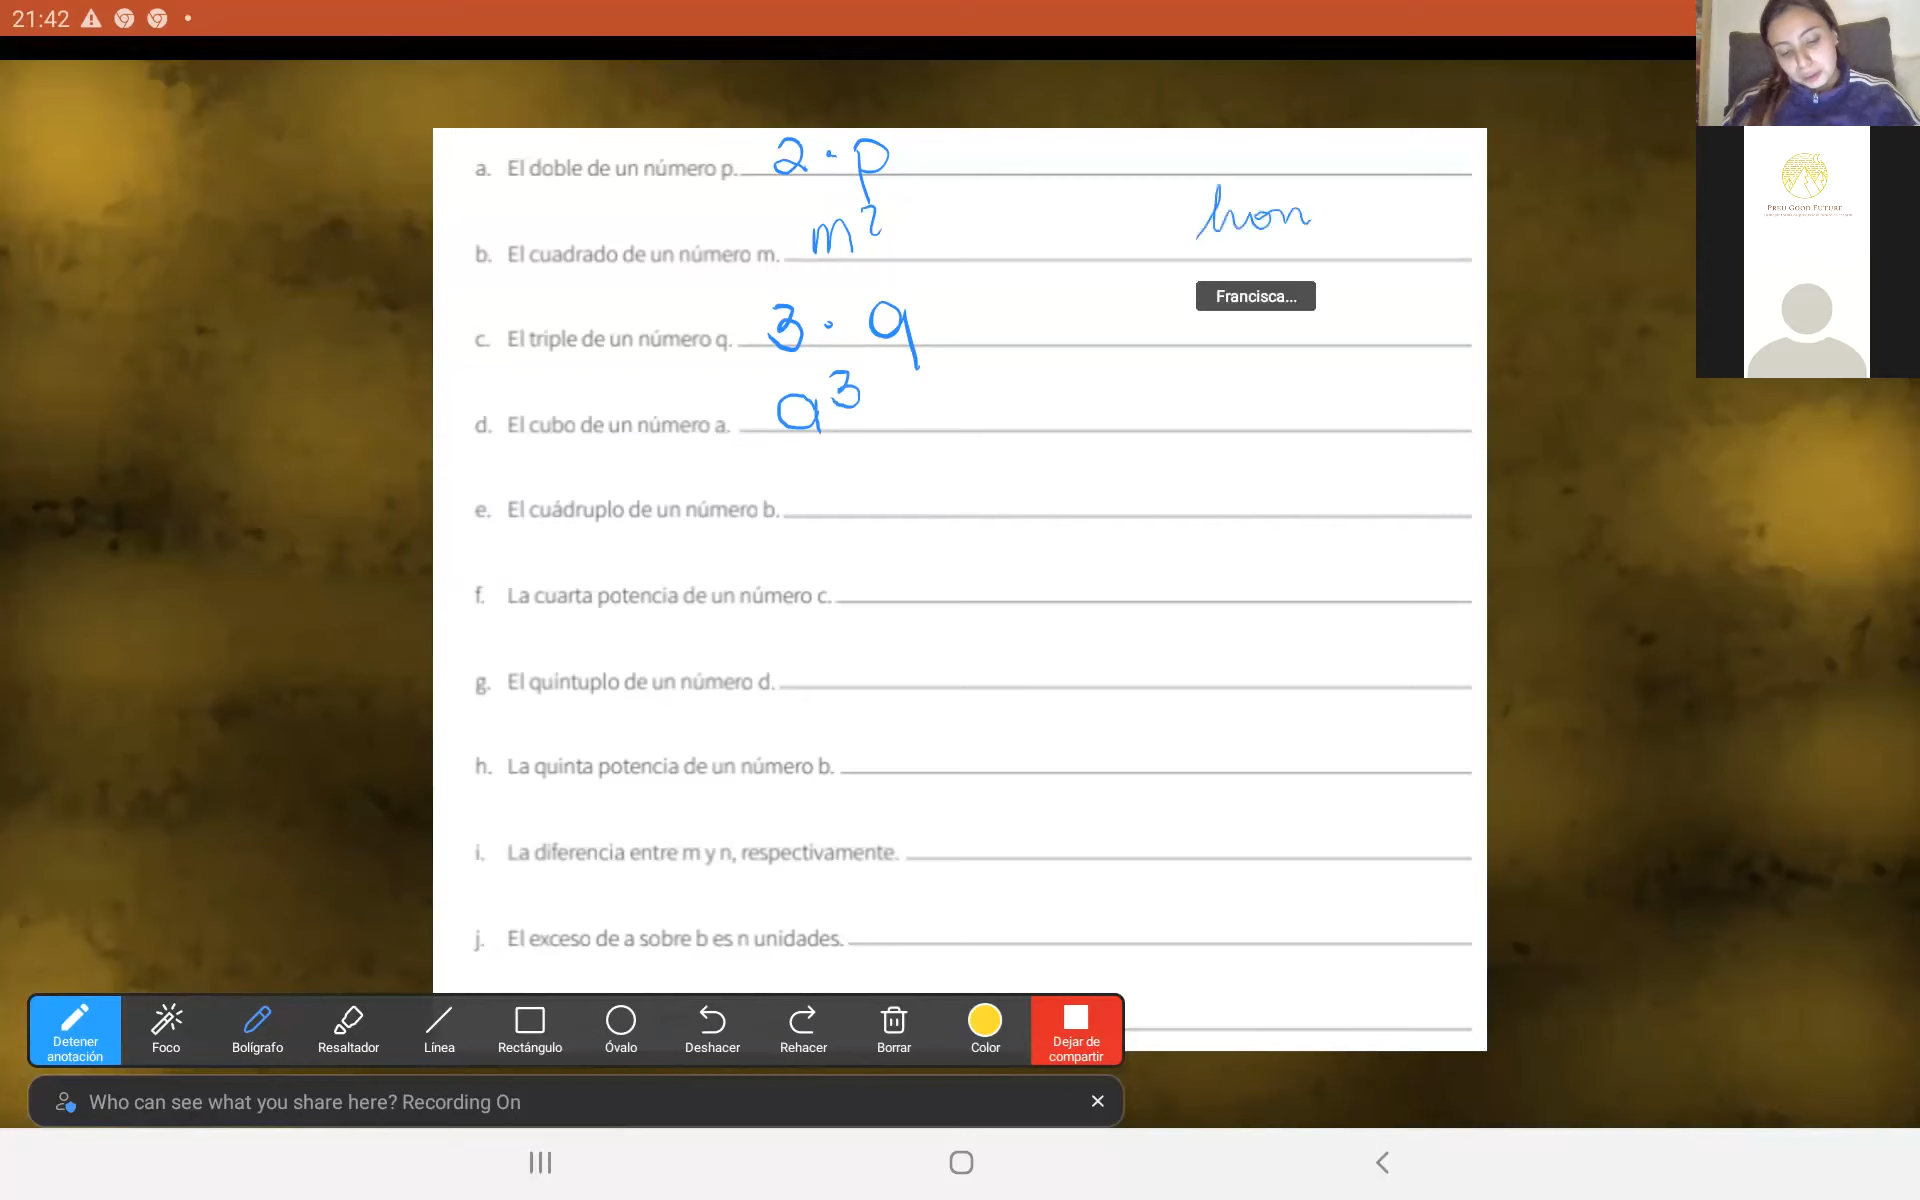 21:42
a. El doble de un número p. 2 · p
b. El cuadrado de un número m. m²
hon
Francisca...
c. El triple de un número q. 3 · q
d. El cubo de un número a. a³
e. El cuádruplo de un número b.
f. La cuarta potencia de un número c.
g. El quíntuplo de un número d.
h. La quinta potencia de un número b.
i. La diferencia entre m y n, respectivamente.
j. El exceso de a sobre b es n unidades.
PREU GOOD FUTURE
Detener anotación
Foco
Bolígrafo
Resaltador
Línea
Rectángulo
Óvalo
Deshacer
Rehacer
Borrar
Color
Dejar de compartir
Who can see what you share here? Recording On